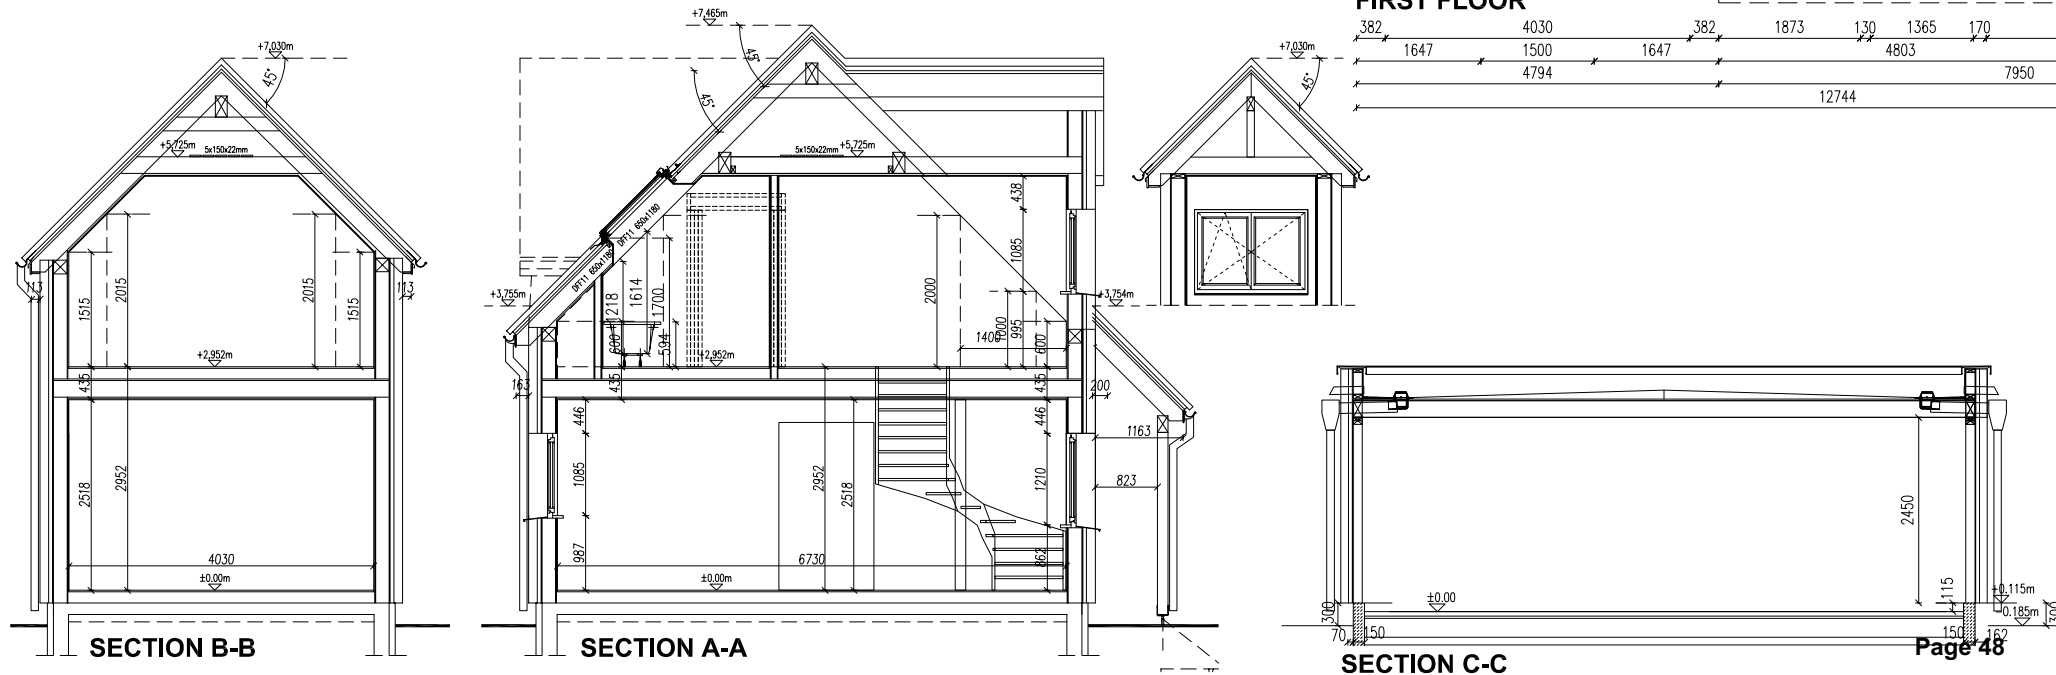 FIRST FLOOR
382 4030 382 1873 130 1365 170
1647 1500 1647 4803
4794 7950
12744
+7,030m
45°
+5,725m
5x150x22mm
113
113
1515
2015
2015
1515
+2,952m
435
2518
2952
4030
±0.00m
SECTION B-B
+7,465m
45°
45°
5x150x22mm
+5,725m
DFF11 650x1180
DFF11 650x1180
+3,755m
+3,754m
438
1085
1218
1614
1700
2000
1000
995
1400
600
594
600
+2,952m
163
435
435
200
446
446
1163
1085
2952
2518
1210
823
987
6730
862
±0.00m
SECTION A-A
+7,030m
45°
2450
±0.00
1115
+0.115m
300
0.185m
300
70
150
150
162
Page 48
SECTION C-C